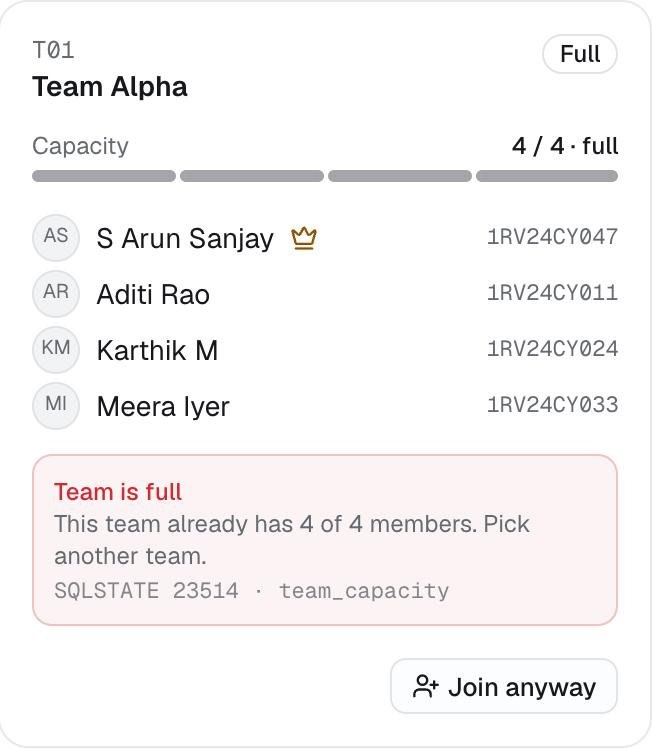 T01
Full
Team Alpha
Capacity
4 / 4 · full
AS S Arun Sanjay 1RV24CY047
AR Aditi Rao 1RV24CY011
KM Karthik M 1RV24CY024
MI Meera Iyer 1RV24CY033
Team is full
This team already has 4 of 4 members. Pick
another team.
SQLSTATE 23514 · team_capacity
Join anyway